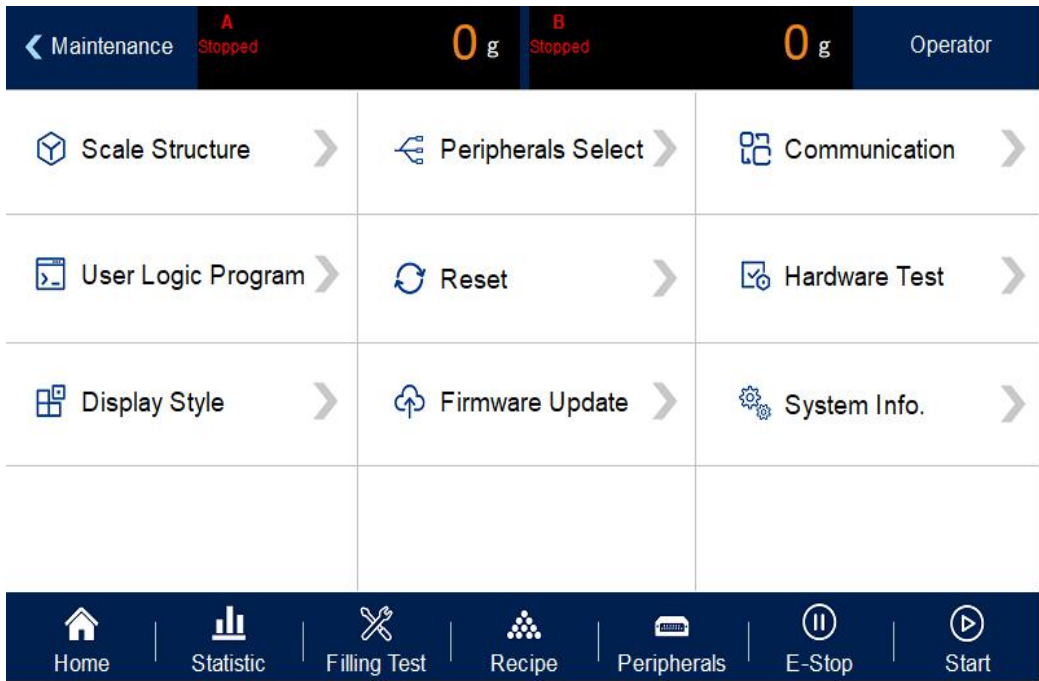 Maintenance
A
Stopped
0 g
B
Stopped
0 g
Operator
Scale Structure
Peripherals Select
Communication
User Logic Program
Reset
Hardware Test
Display Style
Firmware Update
System Info.
Home
Statistic
Filling Test
Recipe
Peripherals
E-Stop
Start